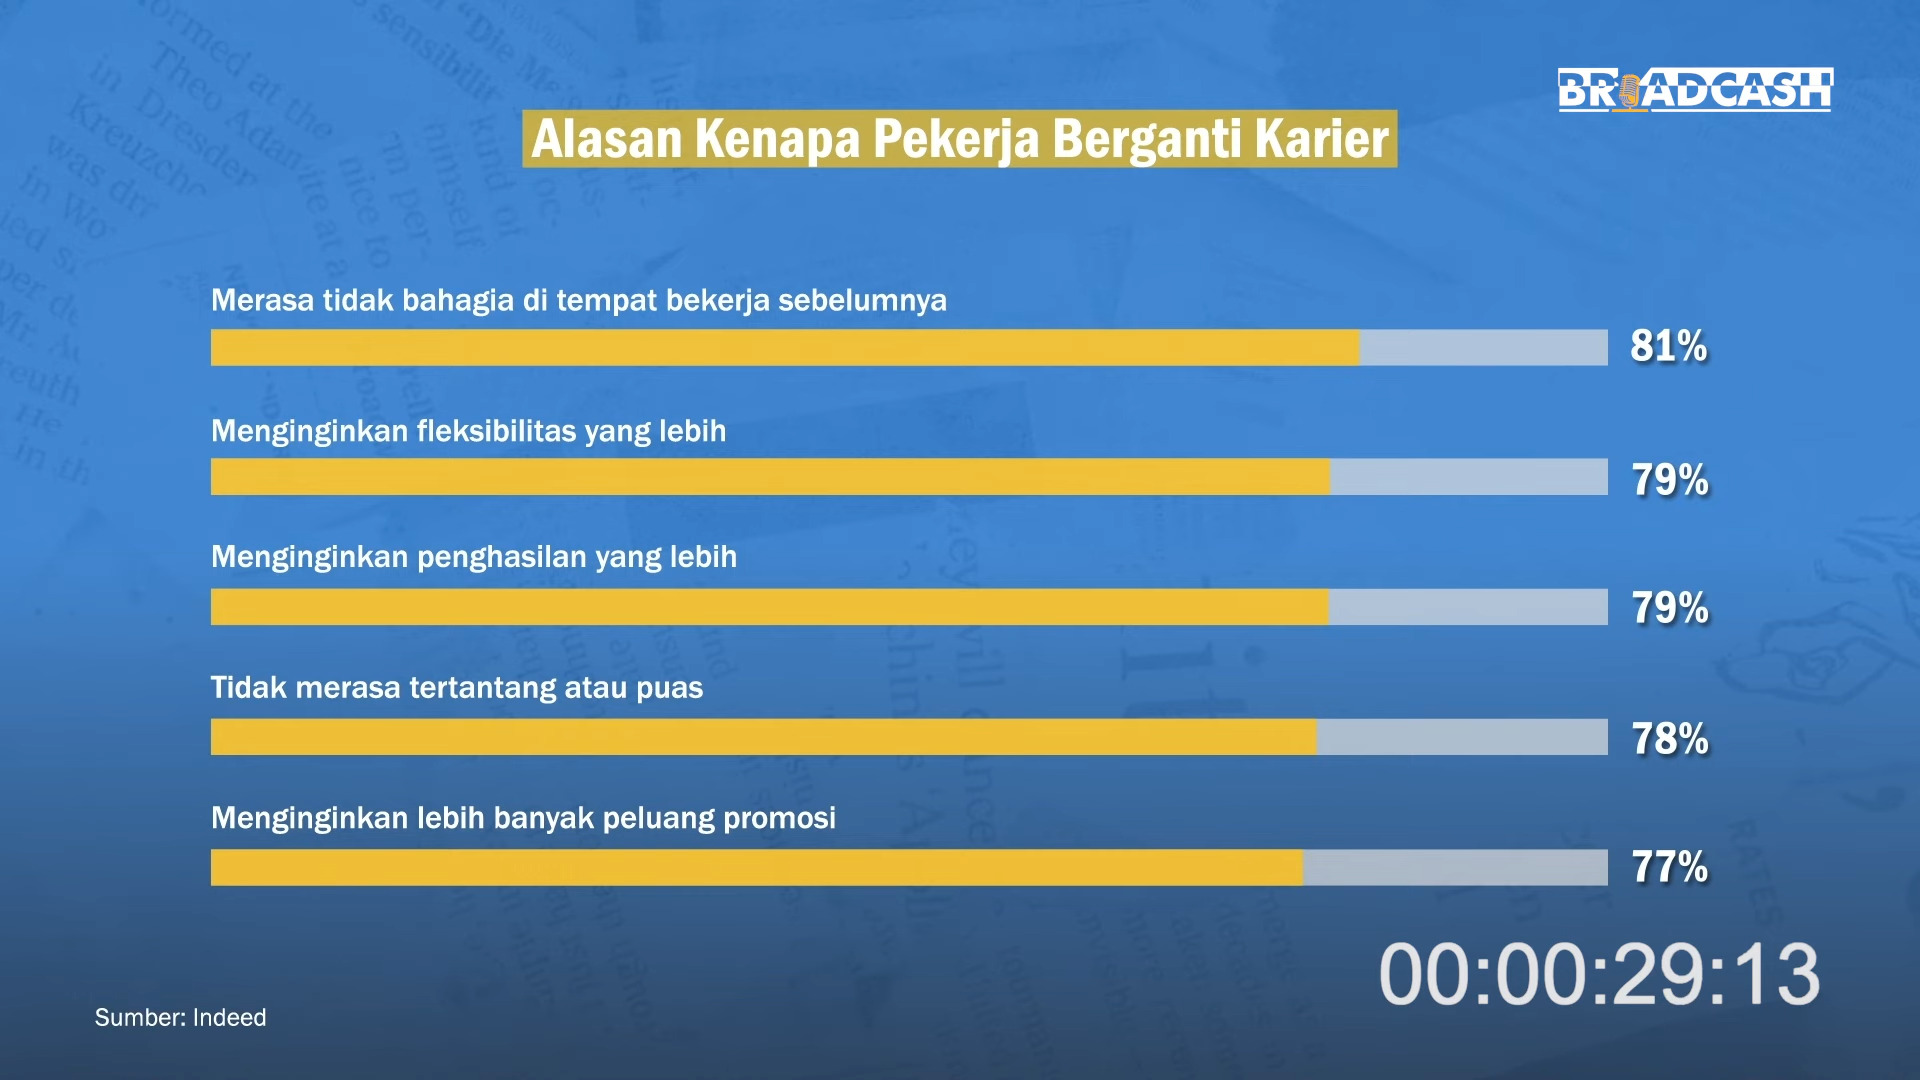 BROADCASH
Alasan Kenapa Pekerja Berganti Karier
Merasa tidak bahagia di tempat bekerja sebelumnya
81%
Menginginkan fleksibilitas yang lebih
79%
Menginginkan penghasilan yang lebih
79%
Tidak merasa tertantang atau puas
78%
Menginginkan lebih banyak peluang promosi
77%
00:00:29:13
Sumber: Indeed